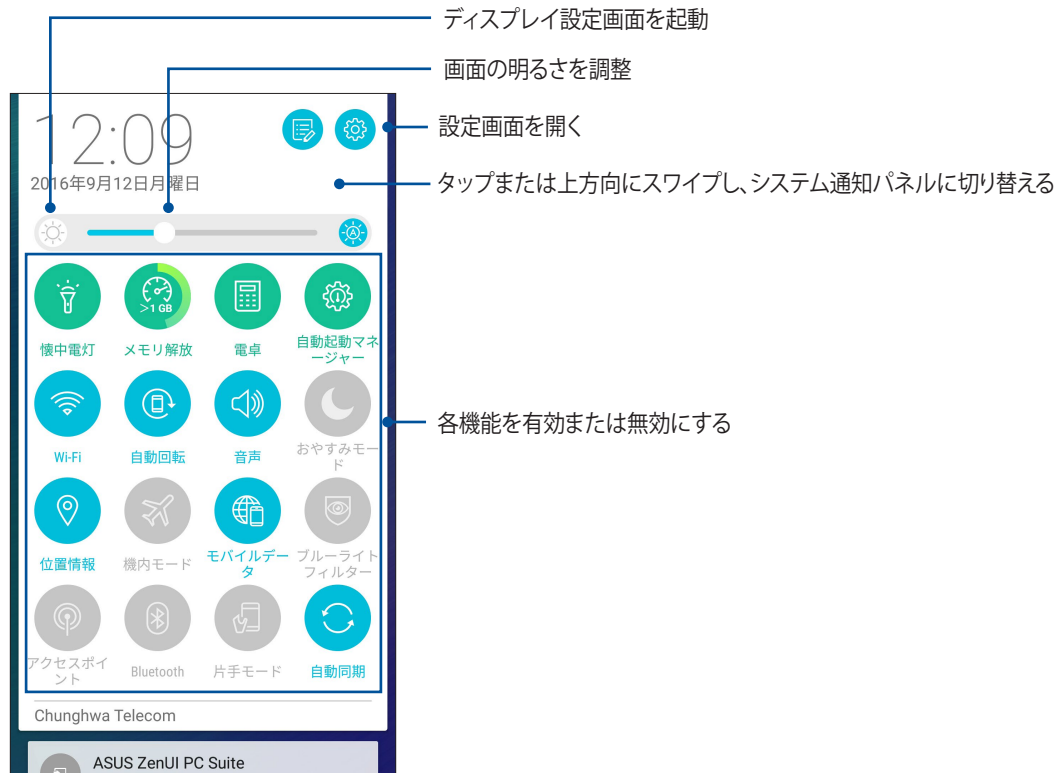 ディスプレイ設定画面を起動
画面の明るさを調整
設定画面を開く
12:09
2016年9月12日月曜日
タップまたは上方向にスワイプし、システム通知パネルに切り替える
A
>1 GB
懐中電灯
メモリ解放
電卓
自動起動マネ
ージャー
各機能を有効または無効にする
Wi-Fi
自動回転
音声
おやすみモー
ド
位置情報
機内モード
モバイルデー
タ
ブルーライト
フィルター
アクセスポイ
ント
Bluetooth
片手モード
自動同期
Chunghwa Telecom
ASUS ZenUI PC Suite